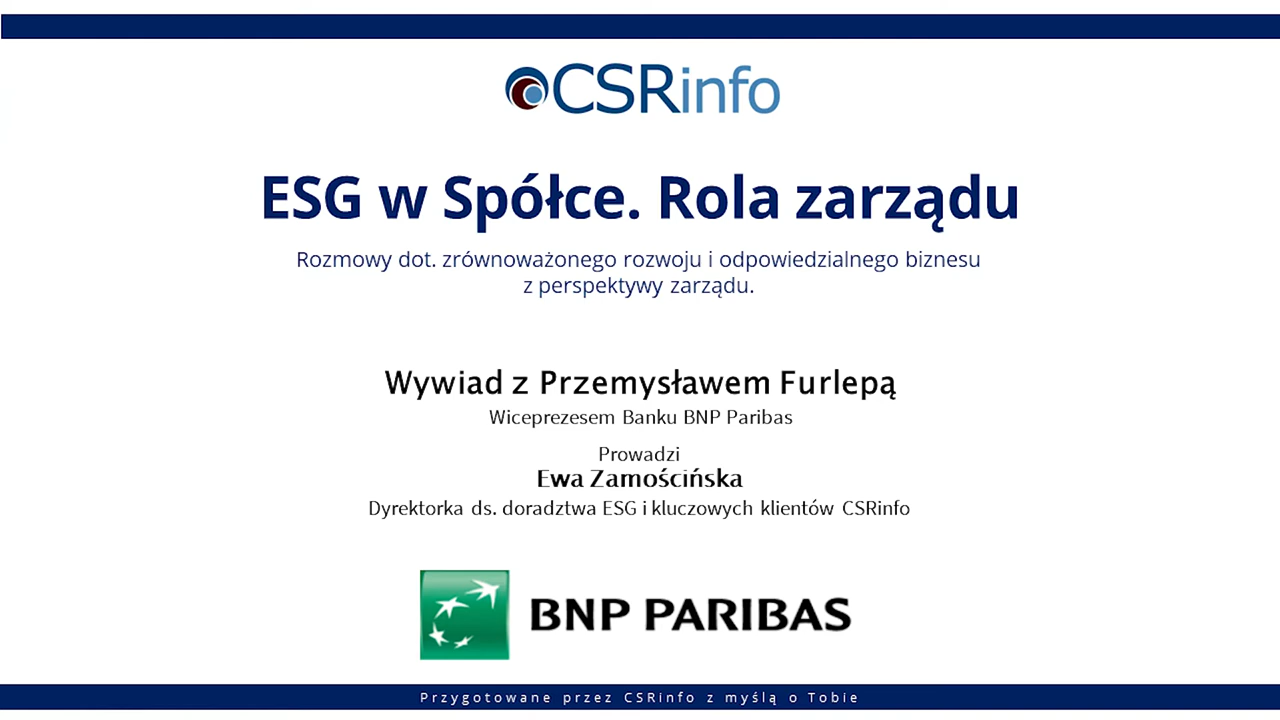 CSRinfo
ESG w Spółce. Rola zarządu
Rozmowy dot. zrównoważonego rozwoju i odpowiedzialnego biznesu
z perspektywy zarządu.
Wywiad z Przemysławem Furlepą
Wiceprezesem Banku BNP Paribas
Prowadzi
Ewa Zamościńska
Dyrektorka ds. doradztwa ESG i kluczowych klientów CSRinfo
BNP PARIBAS
Przygotowane przez CSRinfo z myślą o Tobie